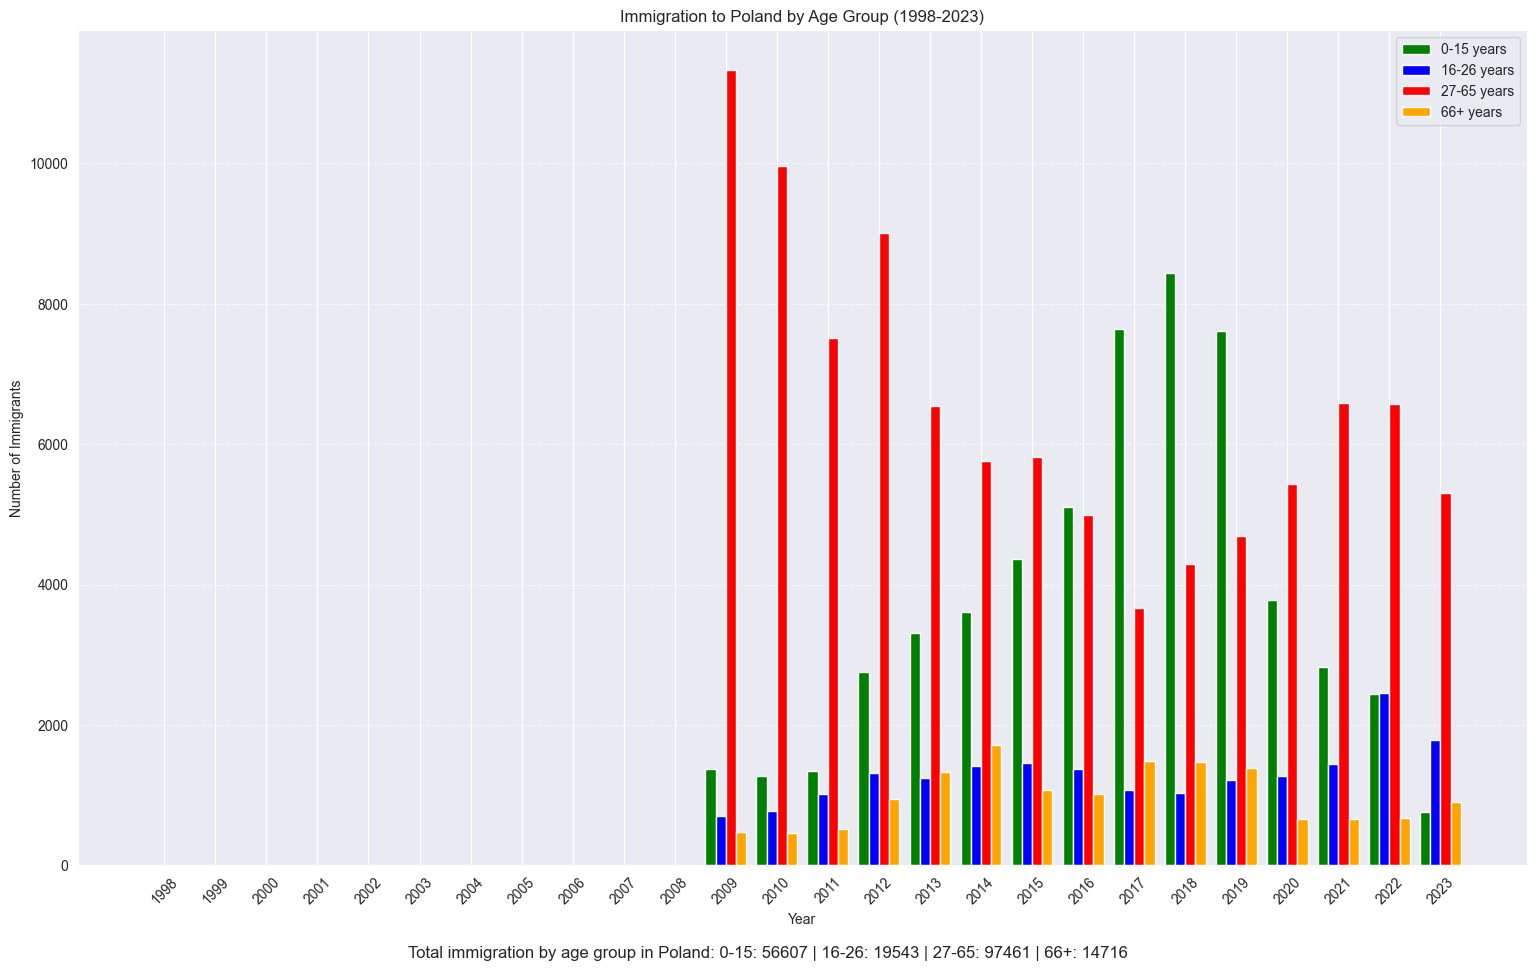 Immigration to Poland by Age Group (1998-2023)
0-15 years
16-26 years
27-65 years
66+ years
Number of Immigrants
10000
8000
6000
4000
2000
0
1998 1999 2000 2001 2002 2003 2004 2005 2006 2007 2008 2009 2010 2011 2012 2013 2014 2015 2016 2017 2018 2019 2020 2021 2022 2023
Year
Total immigration by age group in Poland: 0-15: 56607 | 16-26: 19543 | 27-65: 97461 | 66+: 14716